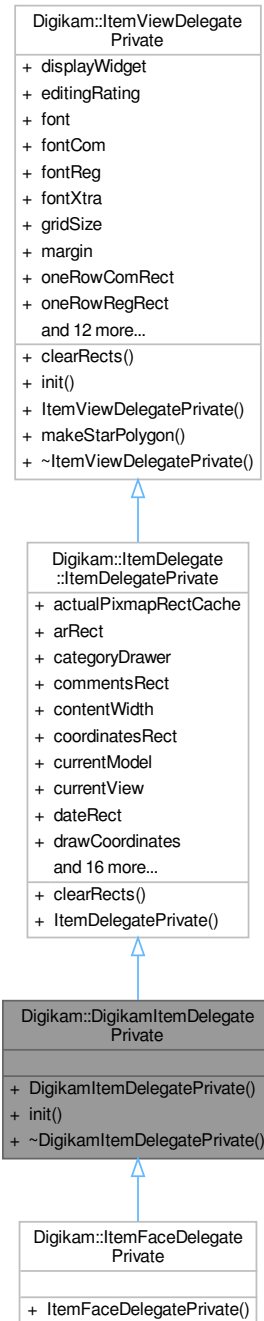 Digikam::ItemViewDelegate
Private
+ displayWidget
+ editingRating
+ font
+ fontCom
+ fontReg
+ fontXtra
+ gridSize
+ margin
+ oneRowComRect
+ oneRowRegRect
and 12 more...
+ clearRects()
+ init()
+ ItemViewDelegatePrivate()
+ makeStarPolygon()
+ ~ItemViewDelegatePrivate()
Digikam::ItemDelegate
::ItemDelegatePrivate
+ actualPixmapRectCache
+ arRect
+ categoryDrawer
+ commentsRect
+ contentWidth
+ coordinatesRect
+ currentModel
+ currentView
+ dateRect
+ drawCoordinates
and 16 more...
+ clearRects()
+ ItemDelegatePrivate()
Digikam::DigikamItemDelegate
Private
+ DigikamItemDelegatePrivate()
+ init()
+ ~DigikamItemDelegatePrivate()
Digikam::ItemFaceDelegate
Private
+ ItemFaceDelegatePrivate()